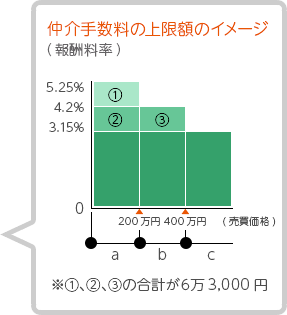 仲介手数料の上限額のイメージ
(報酬料率)
5.25%
4.2%
3.15%
0
①
② ③
200万円 400万円 (売買価格)
a b c
※①、②、③の合計が6万3,000円